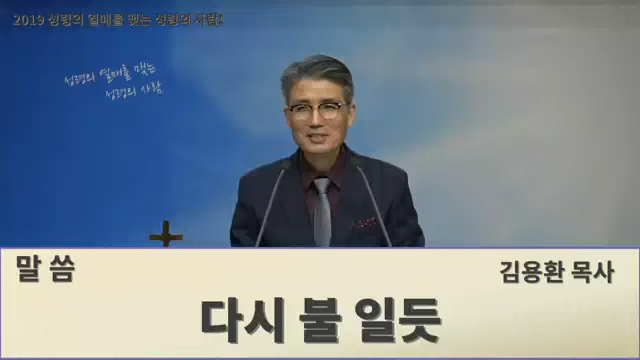 2019 성령의 열매를 맺는 성령의 사람!
성령의 열매를 맺는
성령의 사람
말 씀
김용환 목사
다시 불 일듯